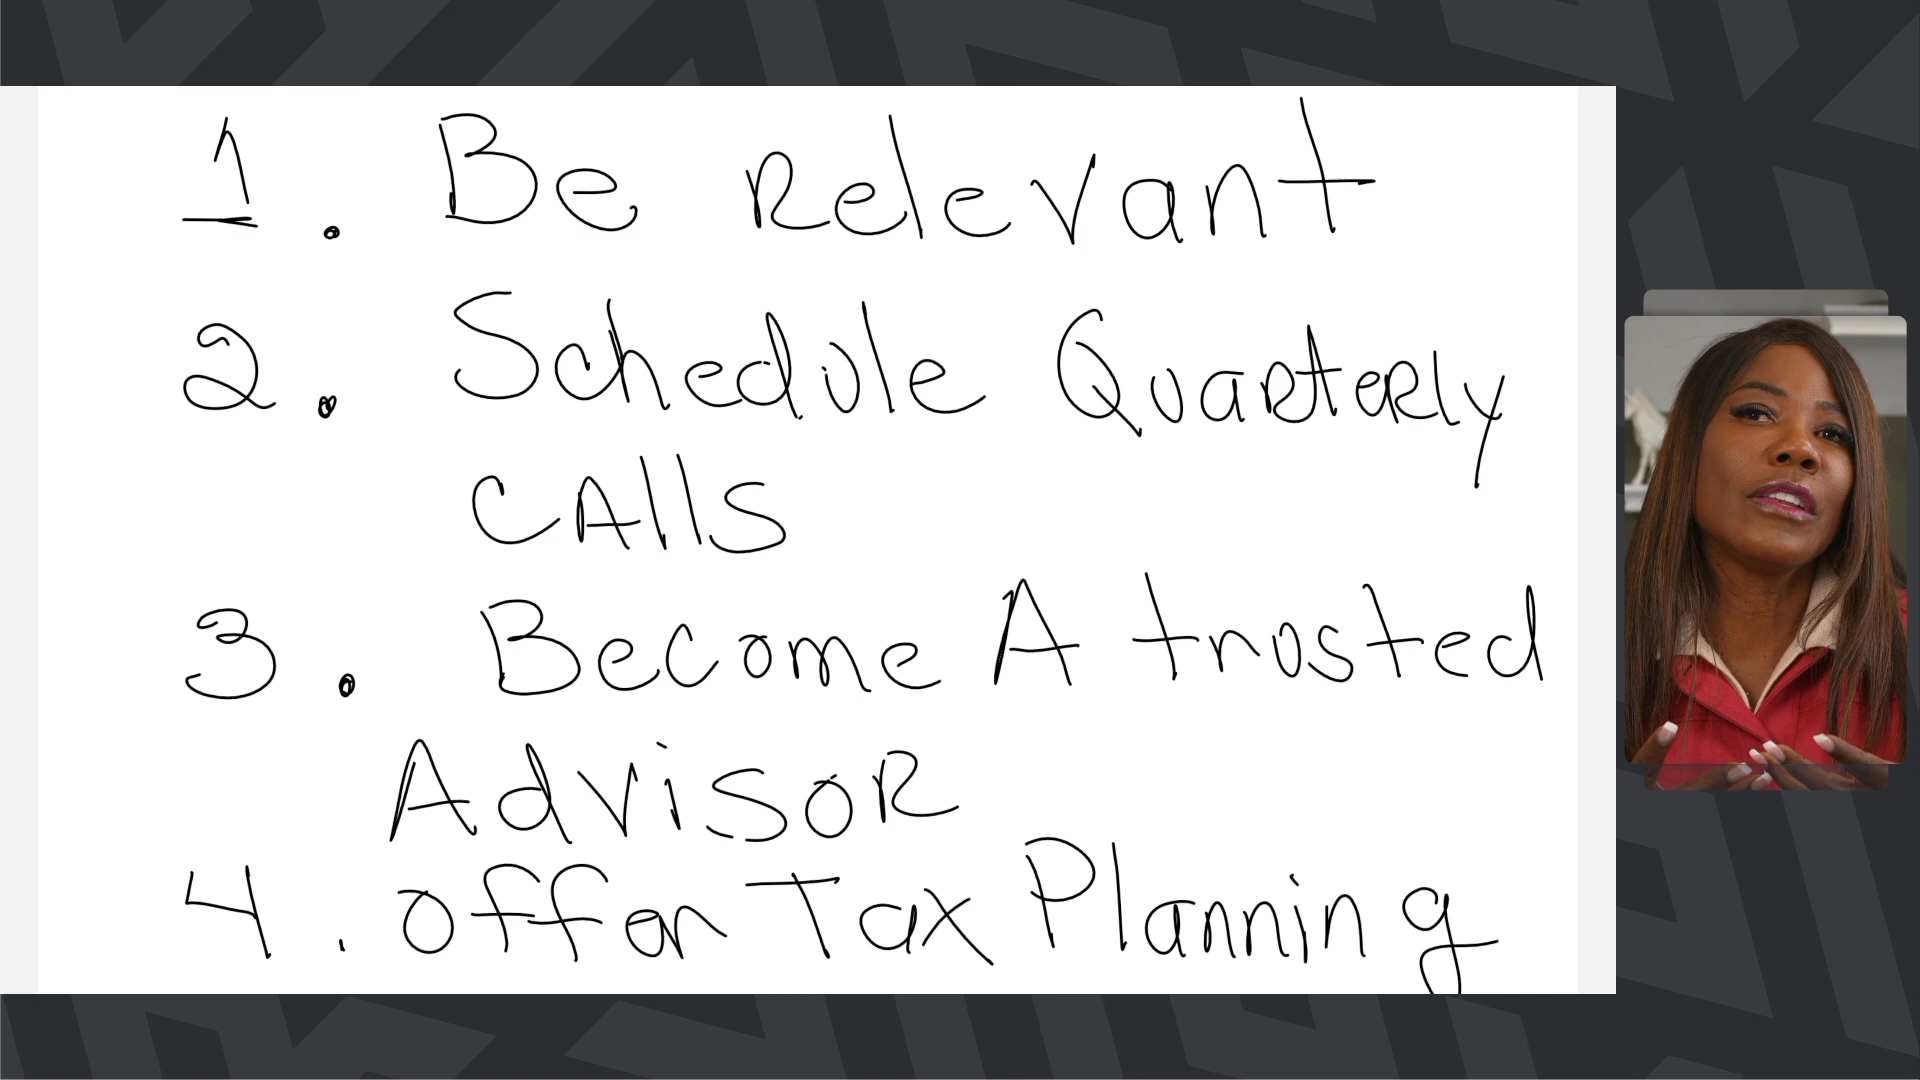 1. Be Relevant
2. Schedule Quarterly
CAllS
3. Become A trusted
AdvisoR
4. offer Tax Planning